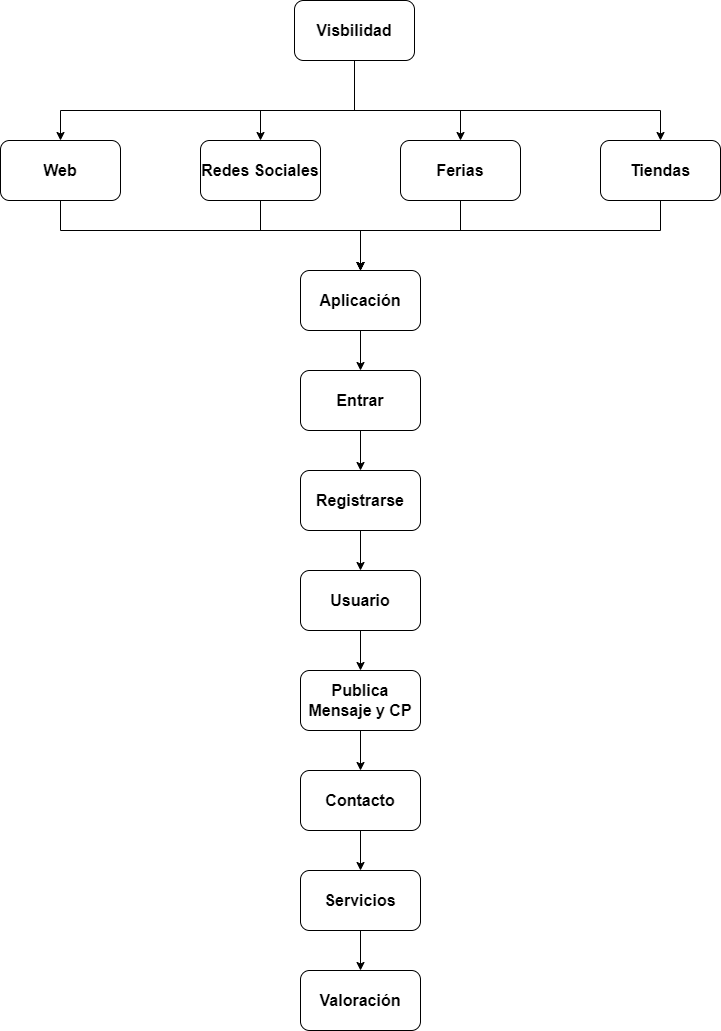 Visbilidad
Web
Redes Sociales
Ferias
Tiendas
Aplicación
Entrar
Registrarse
Usuario
Publica
Mensaje y CP
Contacto
Servicios
Valoración